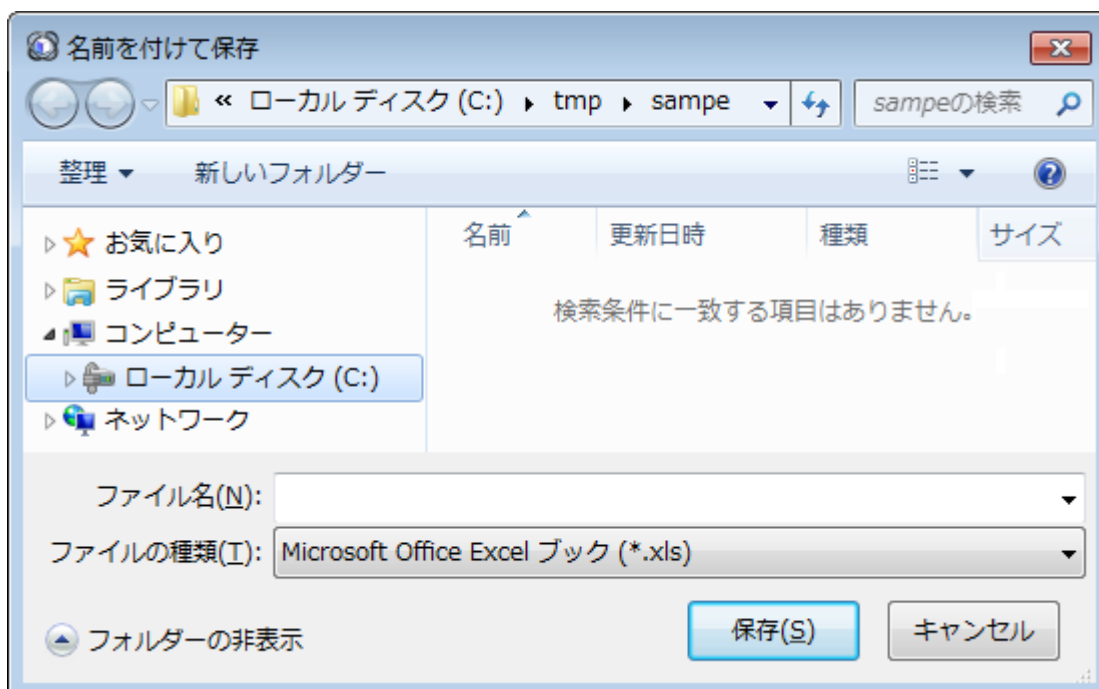 名前を付けて保存
« ローカル ディスク (C:) ▸ tmp ▸ sampe sampeの検索
整理 新しいフォルダー
名前 更新日時 種類 サイズ
お気に入り
ライブラリ
コンピューター
ローカル ディスク (C:)
ネットワーク
検索条件に一致する項目はありません。
ファイル名(N):
ファイルの種類(T): Microsoft Office Excel ブック (*.xls)
フォルダーの非表示 保存(S) キャンセル